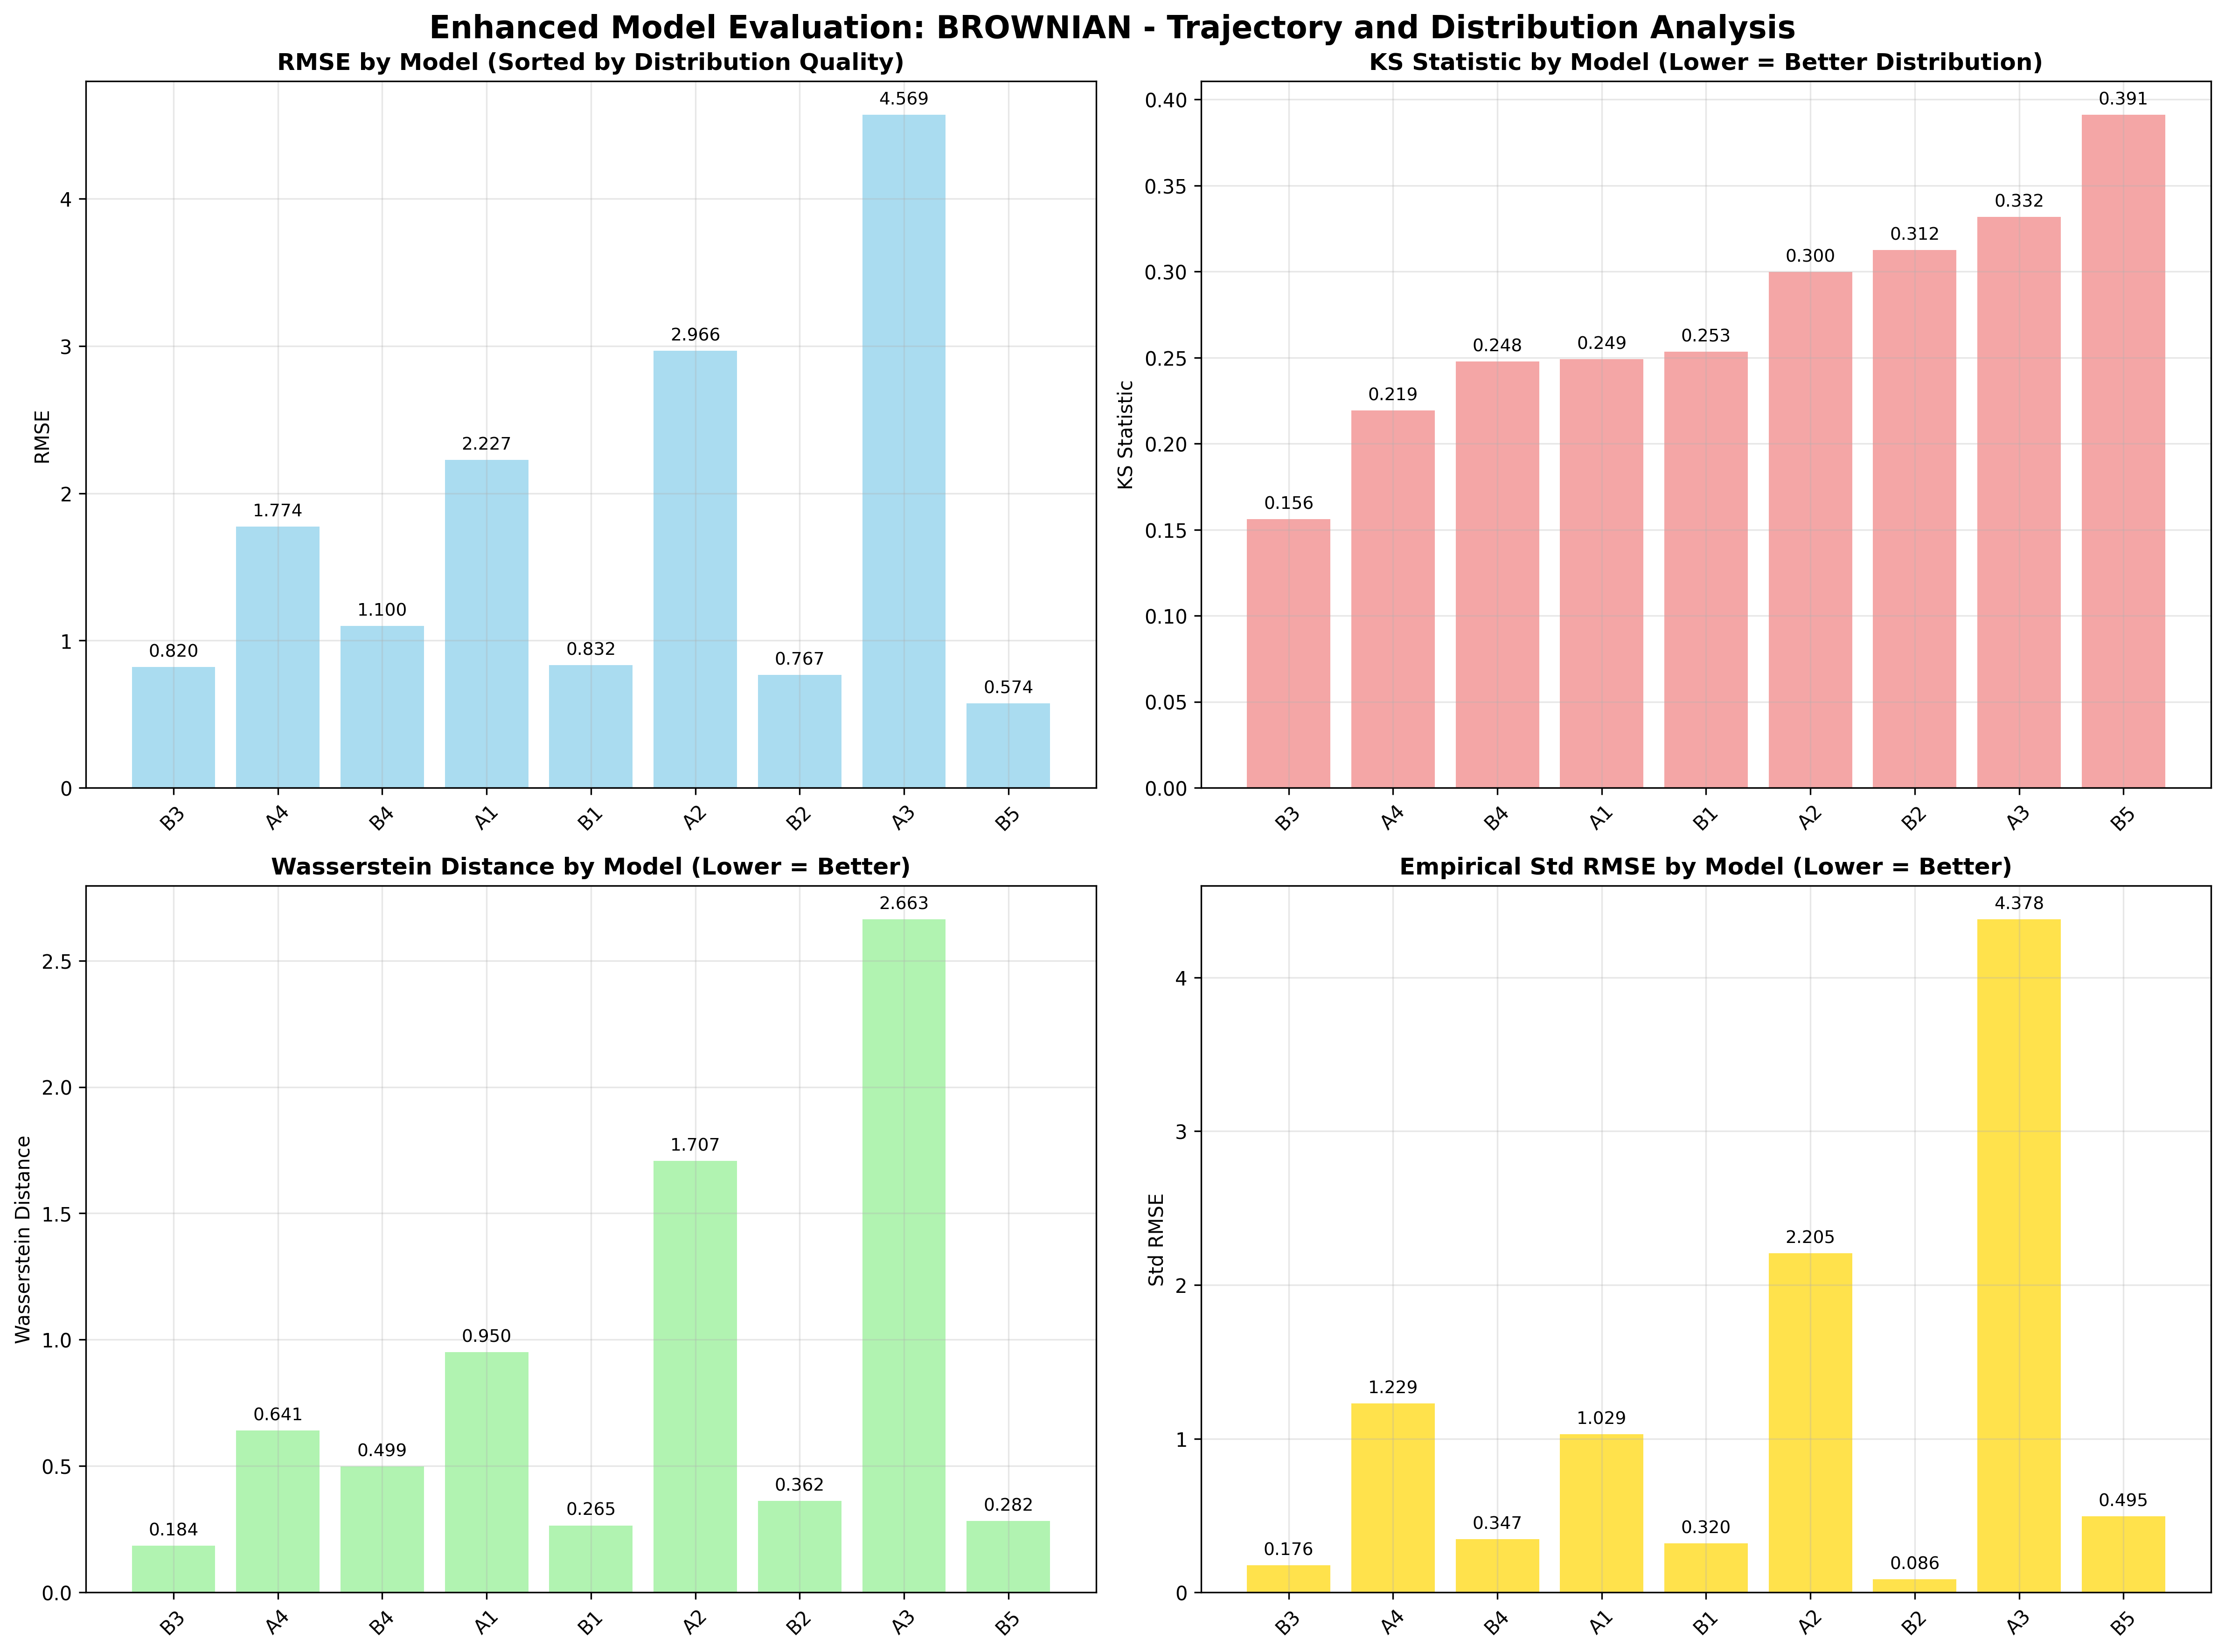 Enhanced Model Evaluation: BROWNIAN - Trajectory and Distribution Analysis
RMSE by Model (Sorted by Distribution Quality)
RMSE
4
3
2
1
0
0.820
1.774
1.100
2.227
0.832
2.966
0.767
4.569
0.574
B3
A4
B4
A1
B1
A2
B2
A3
B5
KS Statistic by Model (Lower = Better Distribution)
KS Statistic
0.40
0.35
0.30
0.25
0.20
0.15
0.10
0.05
0.00
0.156
0.219
0.248
0.249
0.253
0.300
0.312
0.332
0.391
B3
A4
B4
A1
B1
A2
B2
A3
B5
Wasserstein Distance by Model (Lower = Better)
Wasserstein Distance
2.5
2.0
1.5
1.0
0.5
0.0
0.184
0.641
0.499
0.950
0.265
1.707
0.362
2.663
0.282
B3
A4
B4
A1
B1
A2
B2
A3
B5
Empirical Std RMSE by Model (Lower = Better)
Std RMSE
4
3
2
1
0
0.176
1.229
0.347
1.029
0.320
2.205
0.086
4.378
0.495
B3
A4
B4
A1
B1
A2
B2
A3
B5